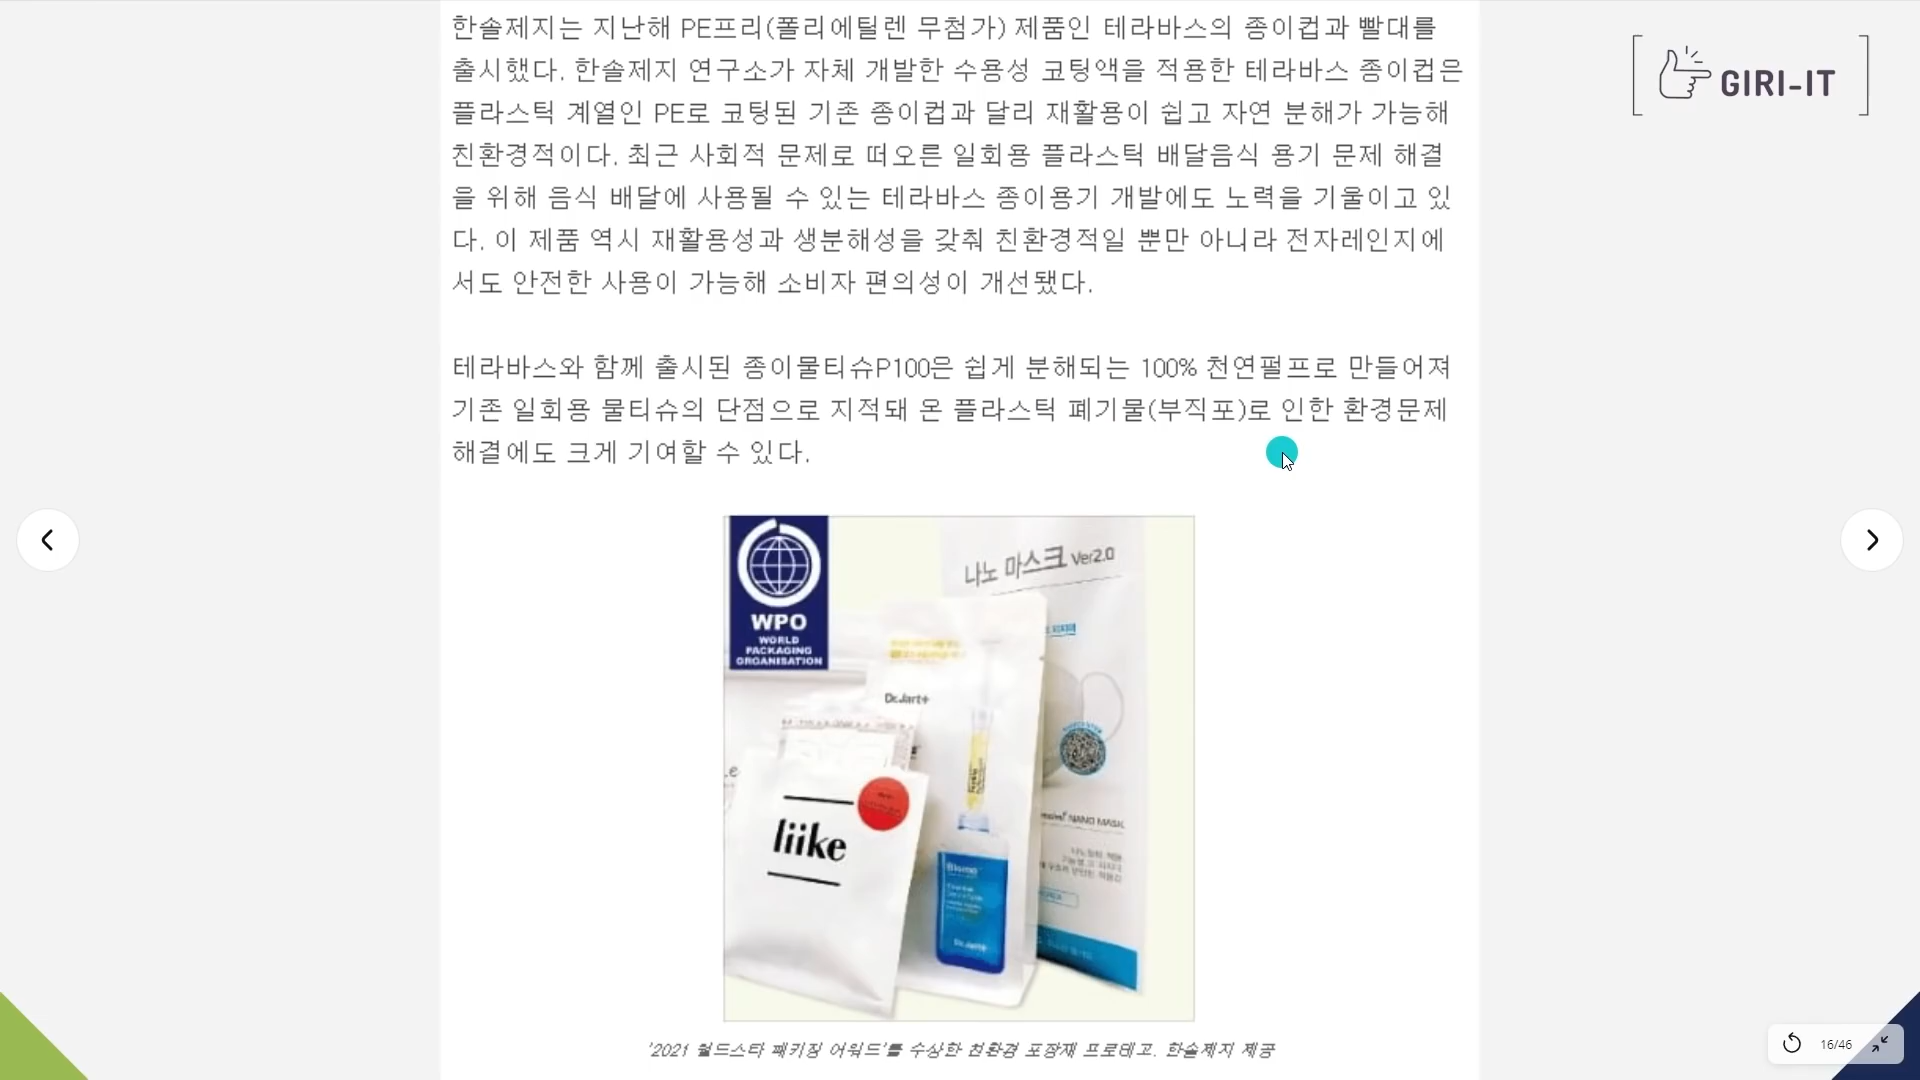 한솔제지는 지난해 PE프리(폴리에틸렌 무첨가) 제품인 테라바스의 종이컵과 빨대를
출시했다. 한솔제지 연구소가 자체 개발한 수용성 코팅액을 적용한 테라바스 종이컵은
플라스틱 계열인 PE로 코팅된 기존 종이컵과 달리 재활용이 쉽고 자연 분해가 가능해
친환경적이다. 최근 사회적 문제로 떠오른 일회용 플라스틱 배달음식 용기 문제 해결
을 위해 음식 배달에 사용될 수 있는 테라바스 종이용기 개발에도 노력을 기울이고 있
다. 이 제품 역시 재활용성과 생분해성을 갖춰 친환경적일 뿐만 아니라 전자레인지에
서도 안전한 사용이 가능해 소비자 편의성이 개선됐다.
테라바스와 함께 출시된 종이물티슈P100은 쉽게 분해되는 100% 천연펄프로 만들어져
기존 일회용 물티슈의 단점으로 지적돼 온 플라스틱 폐기물(부직포)로 인한 환경문제
해결에도 크게 기여할 수 있다.
GIRI-IT
나노 마스크 Ver2.0
WPO
WORLD
PACKAGING
ORGANISATION
Dr.Jart+
liike
NANO MASK
Dr.Jart+
'2021 월드스타 패키징 어워드'를 수상한 친환경 포장재 프로테고. 한솔제지 제공
16/46